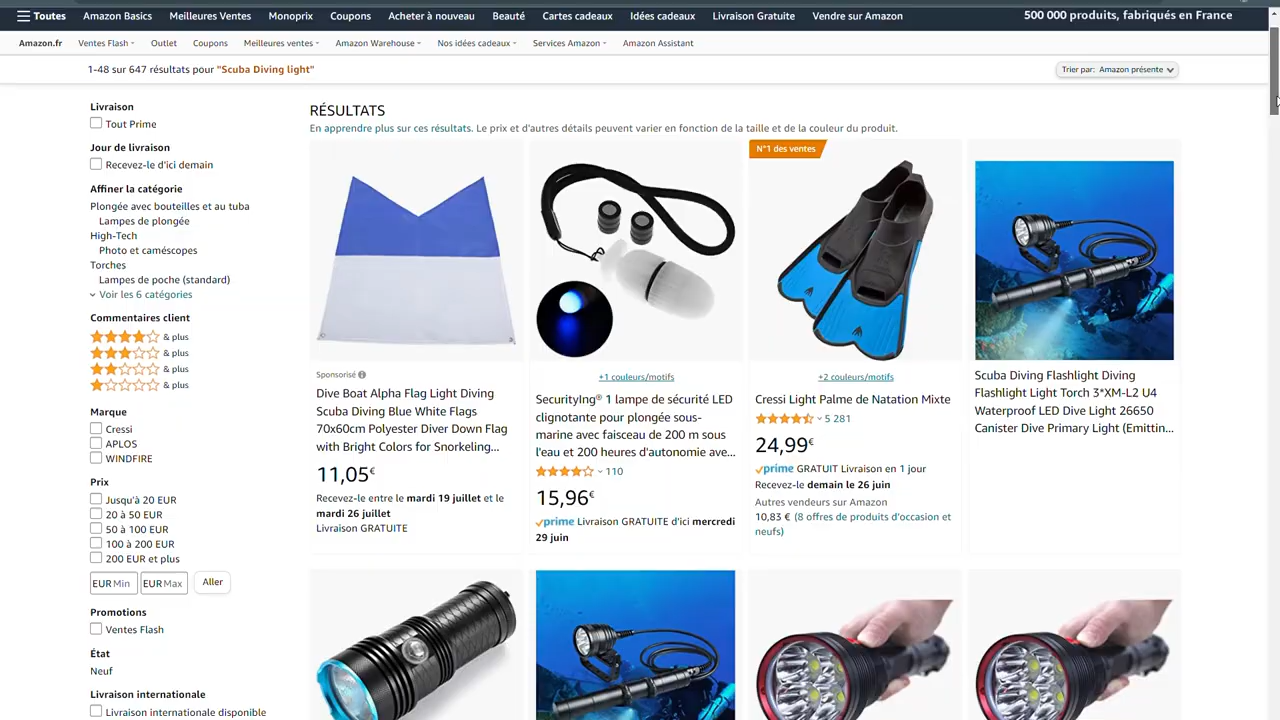 Toutes Amazon Basics Meilleures Ventes Monoprix Coupons Acheter à nouveau Beauté Cartes cadeaux Idées cadeaux Livraison Gratuite Vendre sur Amazon 500 000 produits, fabriqués en France
Amazon.fr Ventes Flash Outlet Coupons Meilleures ventes Amazon Warehouse Nos idées cadeaux Services Amazon Amazon Assistant
1-48 sur 647 résultats pour "Scuba Diving light" Trier par: Amazon présente
Livraison
Tout Prime
Jour de livraison
Recevez-le d'ici demain
Affiner la catégorie
Plongée avec bouteilles et au tuba
Lampes de plongée
High-Tech
Photo et caméscopes
Torches
Lampes de poche (standard)
Voir les 6 catégories
Commentaires client
& plus
& plus
& plus
& plus
Marque
Cressi
APLOS
WINDFIRE
Prix
Jusqu'à 20 EUR
20 à 50 EUR
50 à 100 EUR
100 à 200 EUR
200 EUR et plus
EUR Min EUR Max Aller
Promotions
Ventes Flash
État
Neuf
Livraison internationale
Livraison internationale disponible
RÉSULTATS
En apprendre plus sur ces résultats. Le prix et d'autres détails peuvent varier en fonction de la taille et de la couleur du produit.
Sponsorisé
Dive Boat Alpha Flag Light Diving
Scuba Diving Blue White Flags
70x60cm Polyester Diver Down Flag
with Bright Colors for Snorkeling...
11,05€
Recevez-le entre le mardi 19 juillet et le
mardi 26 juillet
Livraison GRATUITE
+1 couleurs/motifs
SecurityIng® 1 lampe de sécurité LED
clignotante pour plongée sous-
marine avec faisceau de 200 m sous
l'eau et 200 heures d'autonomie ave...
110
15,96€
prime Livraison GRATUITE d'ici mercredi
29 juin
N°1 des ventes
+2 couleurs/motifs
Cressi Light Palme de Natation Mixte
5 281
24,99€
prime GRATUIT Livraison en 1 jour
Recevez-le demain le 26 juin
Autres vendeurs sur Amazon
10,83 € (8 offres de produits d'occasion et
neufs)
Scuba Diving Flashlight Diving
Flashlight Light Torch 3*XM-L2 U4
Waterproof LED Dive Light 26650
Canister Dive Primary Light (Emittin...